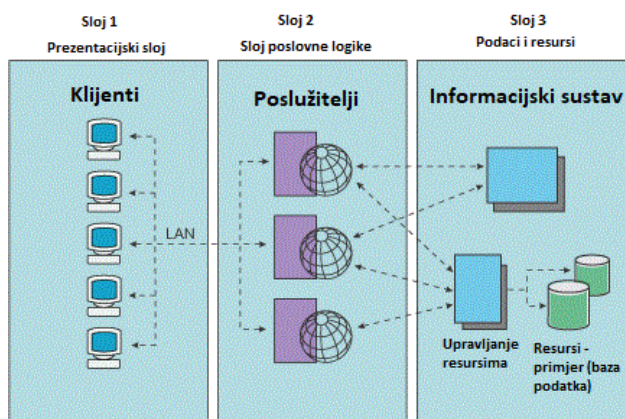 Sloj 1
Prezentacijski sloj
Sloj 2
Sloj poslovne logike
Sloj 3
Podaci i resursi
Klijenti
Poslužitelji
Informacijski sustav
LAN
Upravljanje
resursima
Resursi -
primjer (baza
podatka)